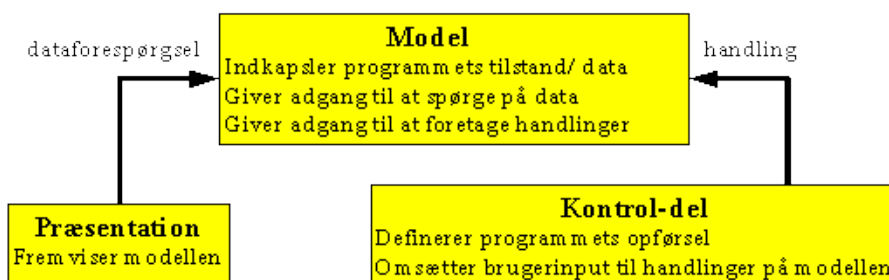 Model
dataforespørgsel
handling
Indkapsler programmets tilstand/ data
Giver adgang til at spørge på data
Giver adgang til at foretage handlinger
Præsentation
Fremviser modellen
Kontrol-del
Definerer programmets opførsel
Omsætter brugerinput til handlinger på modellen